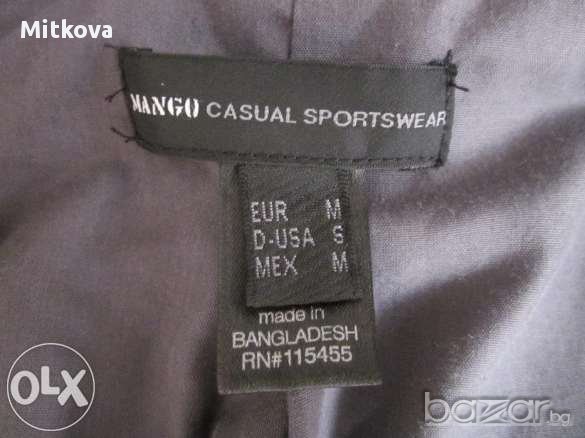 Mitkova
MANGO CASUAL SPORTSWEAR
EUR M
D-USA S
MEX M
made in
BANGLADESH
RN#115455
OLX
bazar.bg